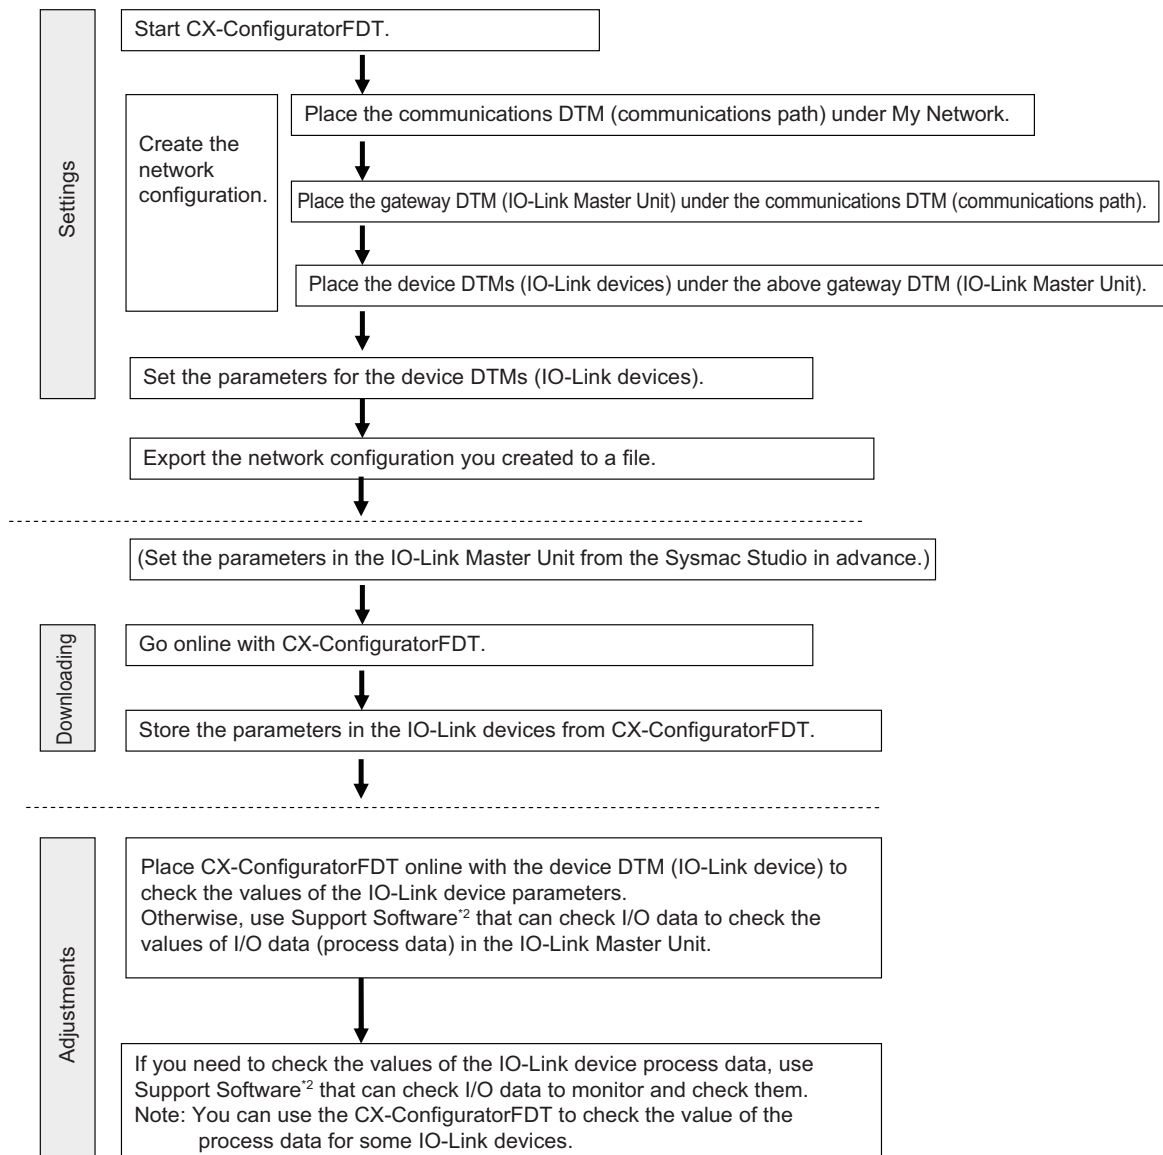 Settings
Start CX-ConfiguratorFDT.
Create the
network
configuration.
Place the communications DTM (communications path) under My Network.
Place the gateway DTM (IO-Link Master Unit) under the communications DTM (communications path).
Place the device DTMs (IO-Link devices) under the above gateway DTM (IO-Link Master Unit).
Set the parameters for the device DTMs (IO-Link devices).
Export the network configuration you created to a file.
(Set the parameters in the IO-Link Master Unit from the Sysmac Studio in advance.)
Downloading
Go online with CX-ConfiguratorFDT.
Store the parameters in the IO-Link devices from CX-ConfiguratorFDT.
Adjustments
Place CX-ConfiguratorFDT online with the device DTM (IO-Link device) to
check the values of the IO-Link device parameters.
Otherwise, use Support Software*2 that can check I/O data to check the
values of I/O data (process data) in the IO-Link Master Unit.
If you need to check the values of the IO-Link device process data, use
Support Software*2 that can check I/O data to monitor and check them.
Note: You can use the CX-ConfiguratorFDT to check the value of the
process data for some IO-Link devices.